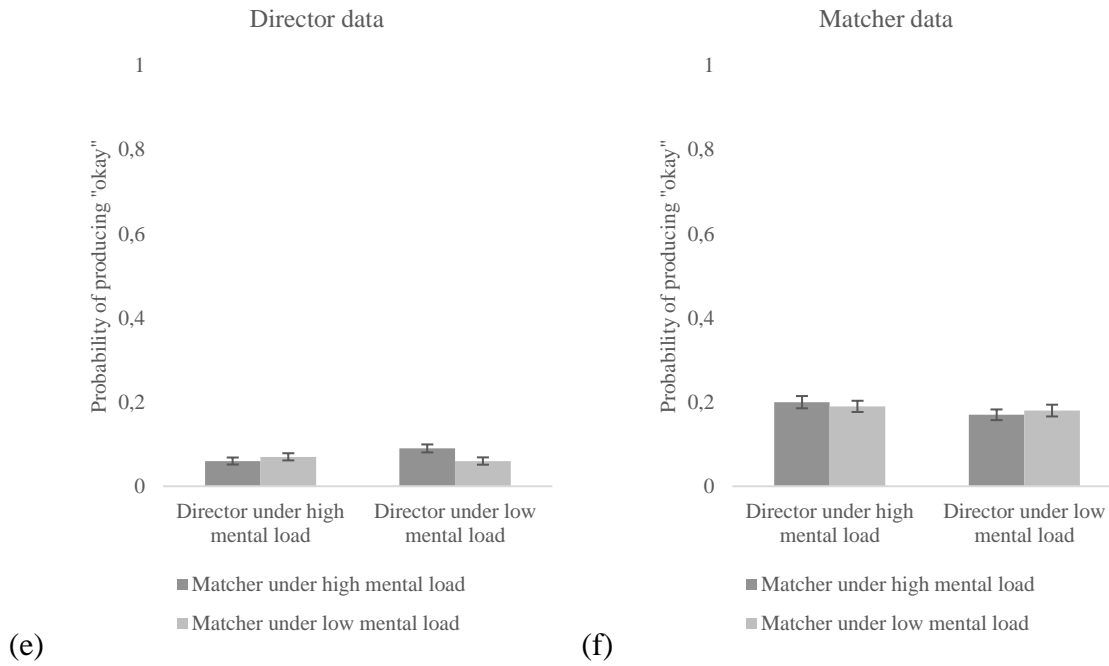 Director data
Probability of producing "okay"
1
0,8
0,6
0,4
0,2
0
Director under high
mental load
Director under low
mental load
■ Matcher under high mental load
■ Matcher under low mental load
(e)
Matcher data
Probability of producing "okay"
1
0,8
0,6
0,4
0,2
0
Director under high
mental load
Director under low
mental load
■ Matcher under high mental load
■ Matcher under low mental load
(f)